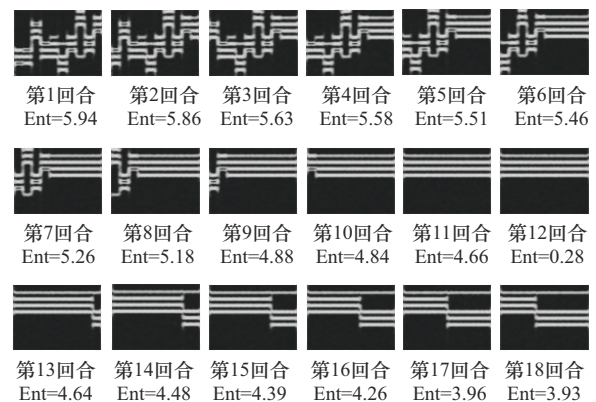 第1回合 第2回合 第3回合 第4回合 第5回合 第6回合
Ent=5.94 Ent=5.86 Ent=5.63 Ent=5.58 Ent=5.51 Ent=5.46
第7回合 第8回合 第9回合 第10回合 第11回合 第12回合
Ent=5.26 Ent=5.18 Ent=4.88 Ent=4.84 Ent=4.66 Ent=0.28
第13回合 第14回合 第15回合 第16回合 第17回合 第18回合
Ent=4.64 Ent=4.48 Ent=4.39 Ent=4.26 Ent=3.96 Ent=3.93